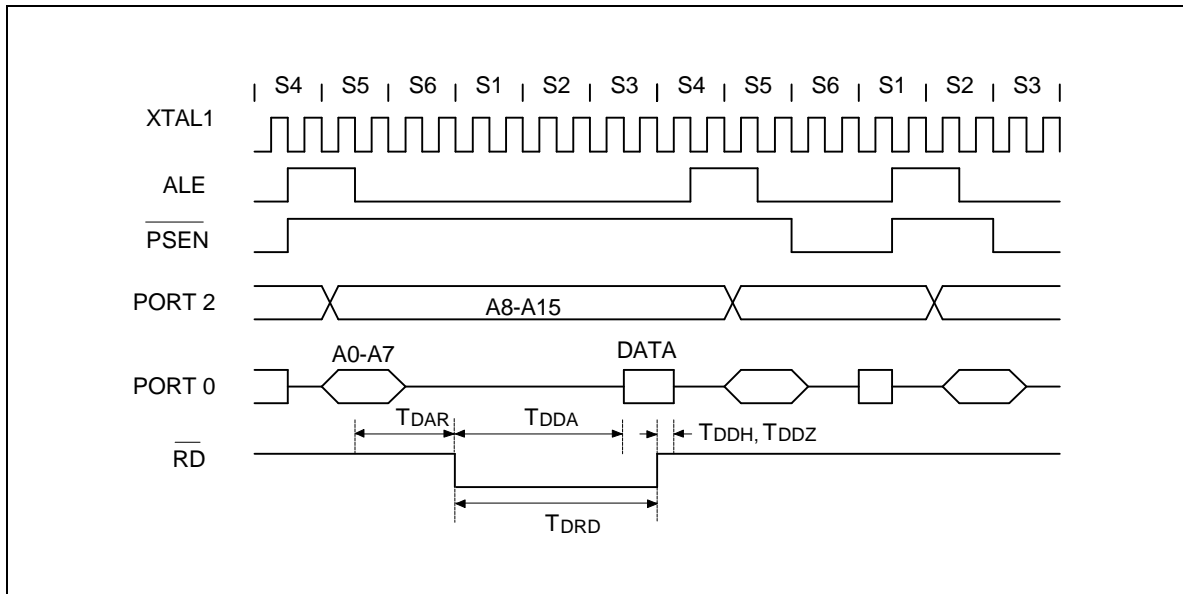 S4 S5 S6 S1 S2 S3 S4 S5 S6 S1 S2 S3
XTAL1
ALE
PSEN
PORT 2
A8-A15
A0-A7
DATA
PORT 0
TDAR
TDDA
TDDH, TDDZ
RD
TDRD